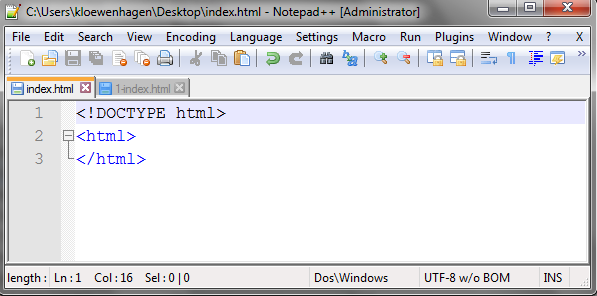 C:\Users\kloewenhagen\Desktop\index.html - Notepad++ [Administrator]
File Edit Search View Encoding Language Settings Macro Run Plugins Window ? X
index.html 1-index.html
1 <!DOCTYPE html>
2 <html>
3 </html>
length : Ln : 1 Col : 16 Sel : 0 | 0 Dos\Windows UTF-8 w/o BOM INS